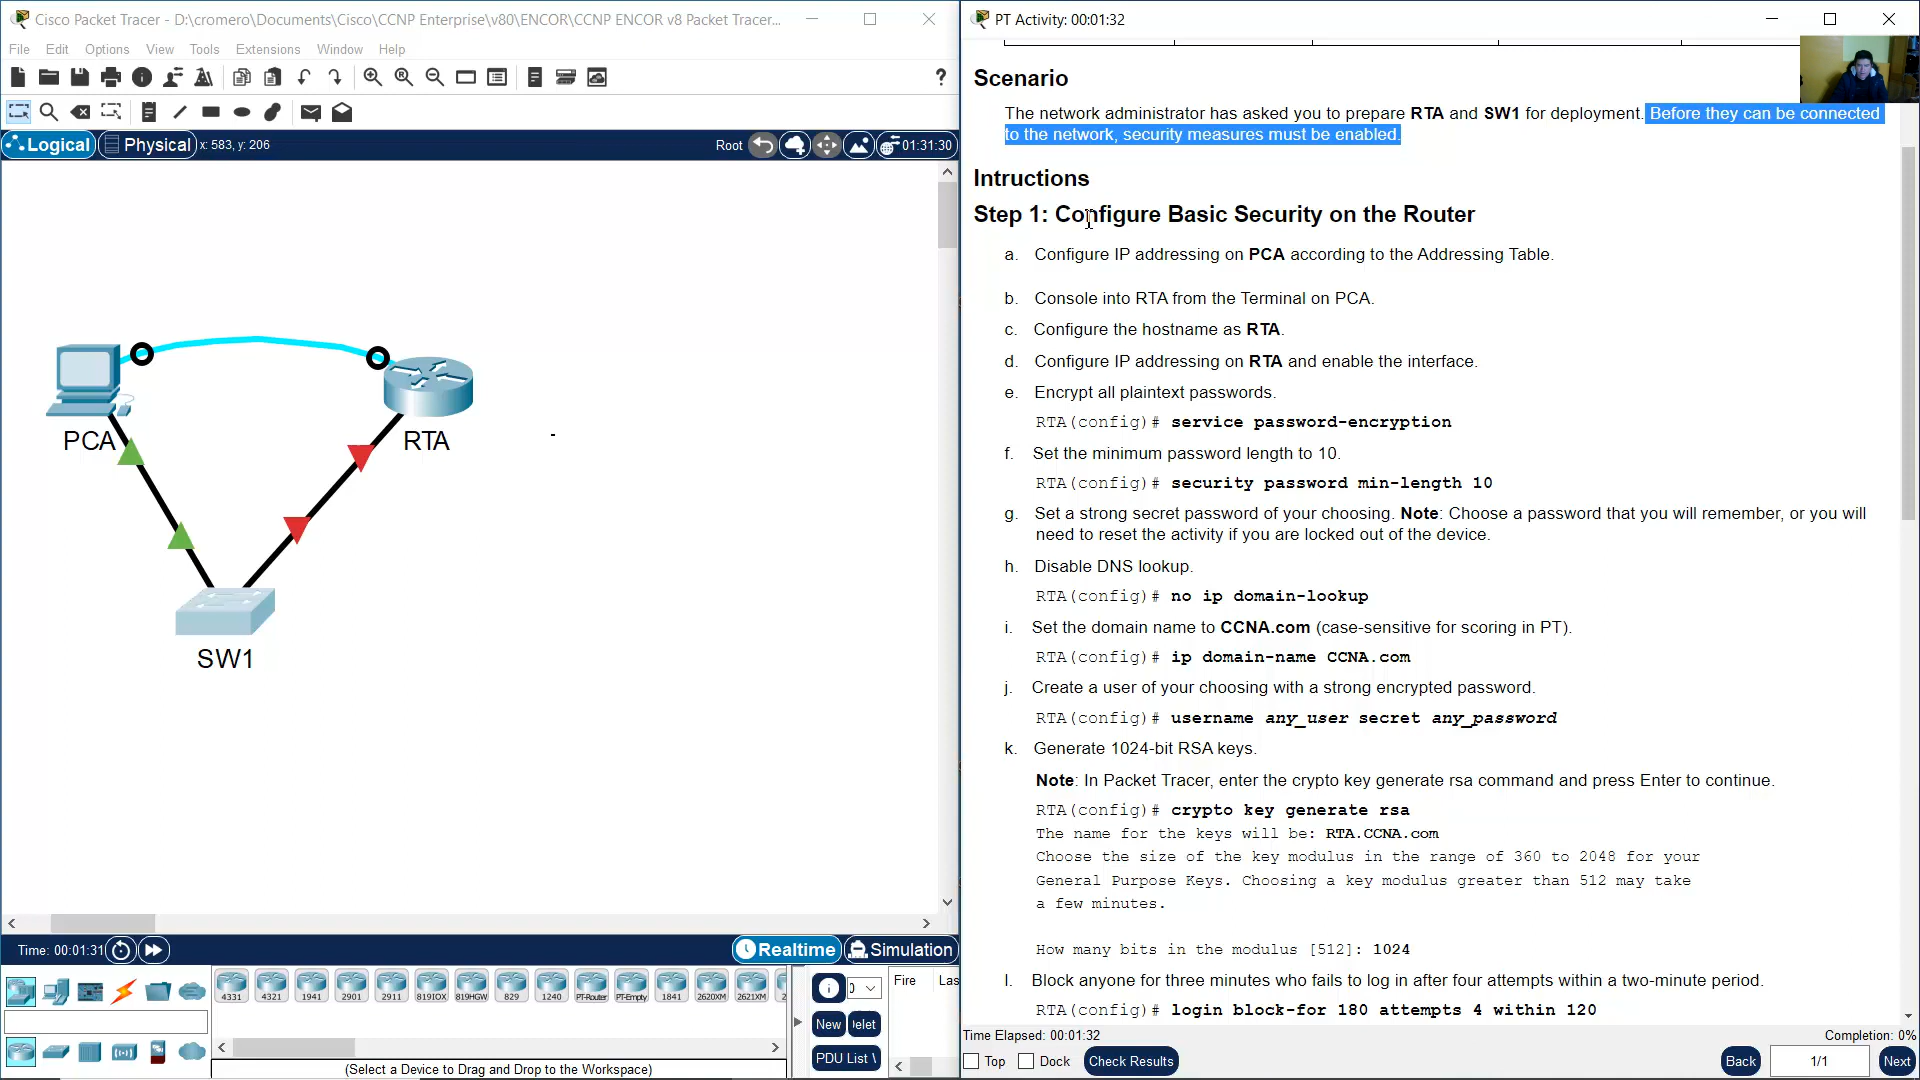 Cisco Packet Tracer - D:\cromero\Documents\Cisco\CCNP Enterprise\v80\ENCOR\CCNP ENCOR v8 Packet Tracer...
File Edit Options View Tools Extensions Window Help
?
Logical Physical x: 583, y: 206
Root 01:31:30
PCA
RTA
SW1
Time: 00:01:31
Realtime Simulation
4331 4321 1941 2901 2911 819IOX 819HGW 829 1240 PT-Router PT-Empty 1841 2620XM 2621XM 2
0
Fire Las
New elet
PDU List
(Select a Device to Drag and Drop to the Workspace)
PT Activity: 00:01:32
Scenario
The network administrator has asked you to prepare RTA and SW1 for deployment. Before they can be connected
to the network, security measures must be enabled.
Intructions
Step 1: Configure Basic Security on the Router
a. Configure IP addressing on PCA according to the Addressing Table.
b. Console into RTA from the Terminal on PCA.
c. Configure the hostname as RTA.
d. Configure IP addressing on RTA and enable the interface.
e. Encrypt all plaintext passwords.
RTA(config)# service password-encryption
f. Set the minimum password length to 10.
RTA(config)# security password min-length 10
g. Set a strong secret password of your choosing. Note: Choose a password that you will remember, or you will
need to reset the activity if you are locked out of the device.
h. Disable DNS lookup.
RTA(config)# no ip domain-lookup
i. Set the domain name to CCNA.com (case-sensitive for scoring in PT).
RTA(config)# ip domain-name CCNA.com
j. Create a user of your choosing with a strong encrypted password.
RTA(config)# username any_user secret any_password
k. Generate 1024-bit RSA keys.
Note: In Packet Tracer, enter the crypto key generate rsa command and press Enter to continue.
RTA(config)# crypto key generate rsa
The name for the keys will be: RTA.CCNA.com
Choose the size of the key modulus in the range of 360 to 2048 for your
General Purpose Keys. Choosing a key modulus greater than 512 may take
a few minutes.
How many bits in the modulus [512]: 1024
l. Block anyone for three minutes who fails to log in after four attempts within a two-minute period.
RTA(config)# login block-for 180 attempts 4 within 120
Time Elapsed: 00:01:32 Completion: 0%
Top Dock Check Results Back 1/1 Next